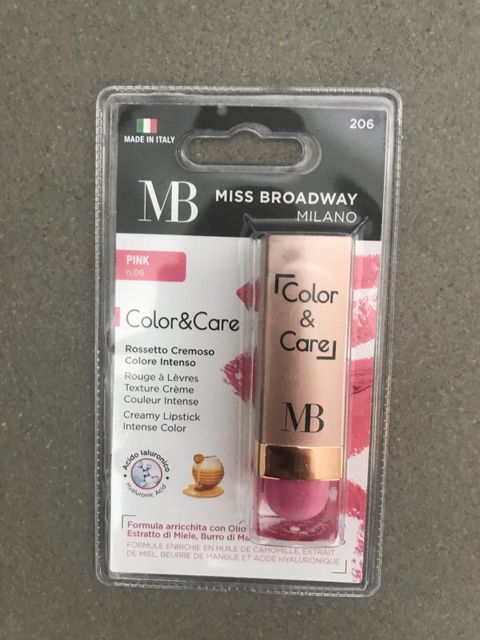 MADE IN ITALY
206
MB
MISS BROADWAY
MILANO
PINK
n.06
Color&Care
Rossetto Cremoso
Colore Intenso
Rouge à Lèvres
Texture Crème
Couleur Intense
Creamy Lipstick
Intense Color
Acido Ialuronico
Hyaluronic Acid
Color
&
Care
MB
Formula arricchita con Olio
Estratto di Miele, Burro di
FORMULE ENRICHIE EN HUILE DE CAMOMILLE, EXTRAIT
DE MIEL, BEURRE DE MANGUE ET ACIDE HYALURONIQUE